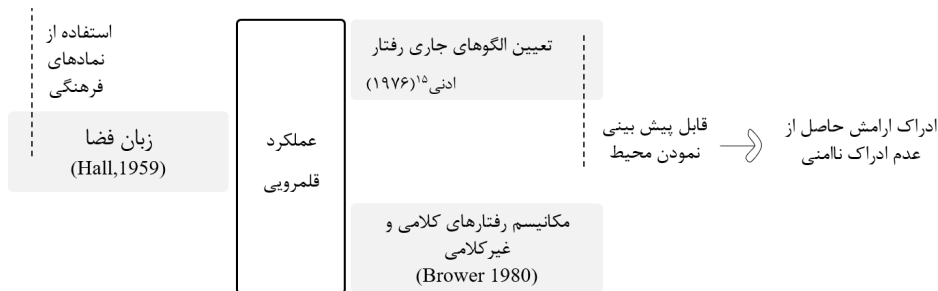 ادراک ارامش حاصل از
عدم ادراک ناامنی
قابل پیش بینی
نمودن محیط
تعیین الگوهای جاری رفتار
ادنی۱۵(۱۹۷۶)
مکانیسم رفتارهای کلامی و
غیرکلامی
(Brower 1980)
عملکرد
قلمرویی
استفاده از
نمادهای
فرهنگی
زبان فضا
(Hall,1959)